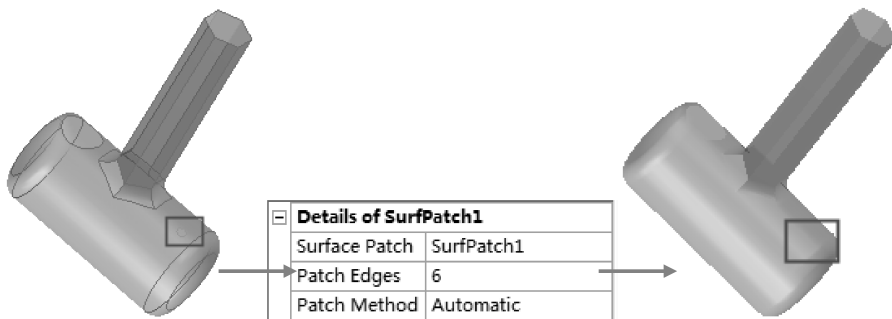 Details of SurfPatch1
Surface Patch SurfPatch1
Patch Edges 6
Patch Method Automatic